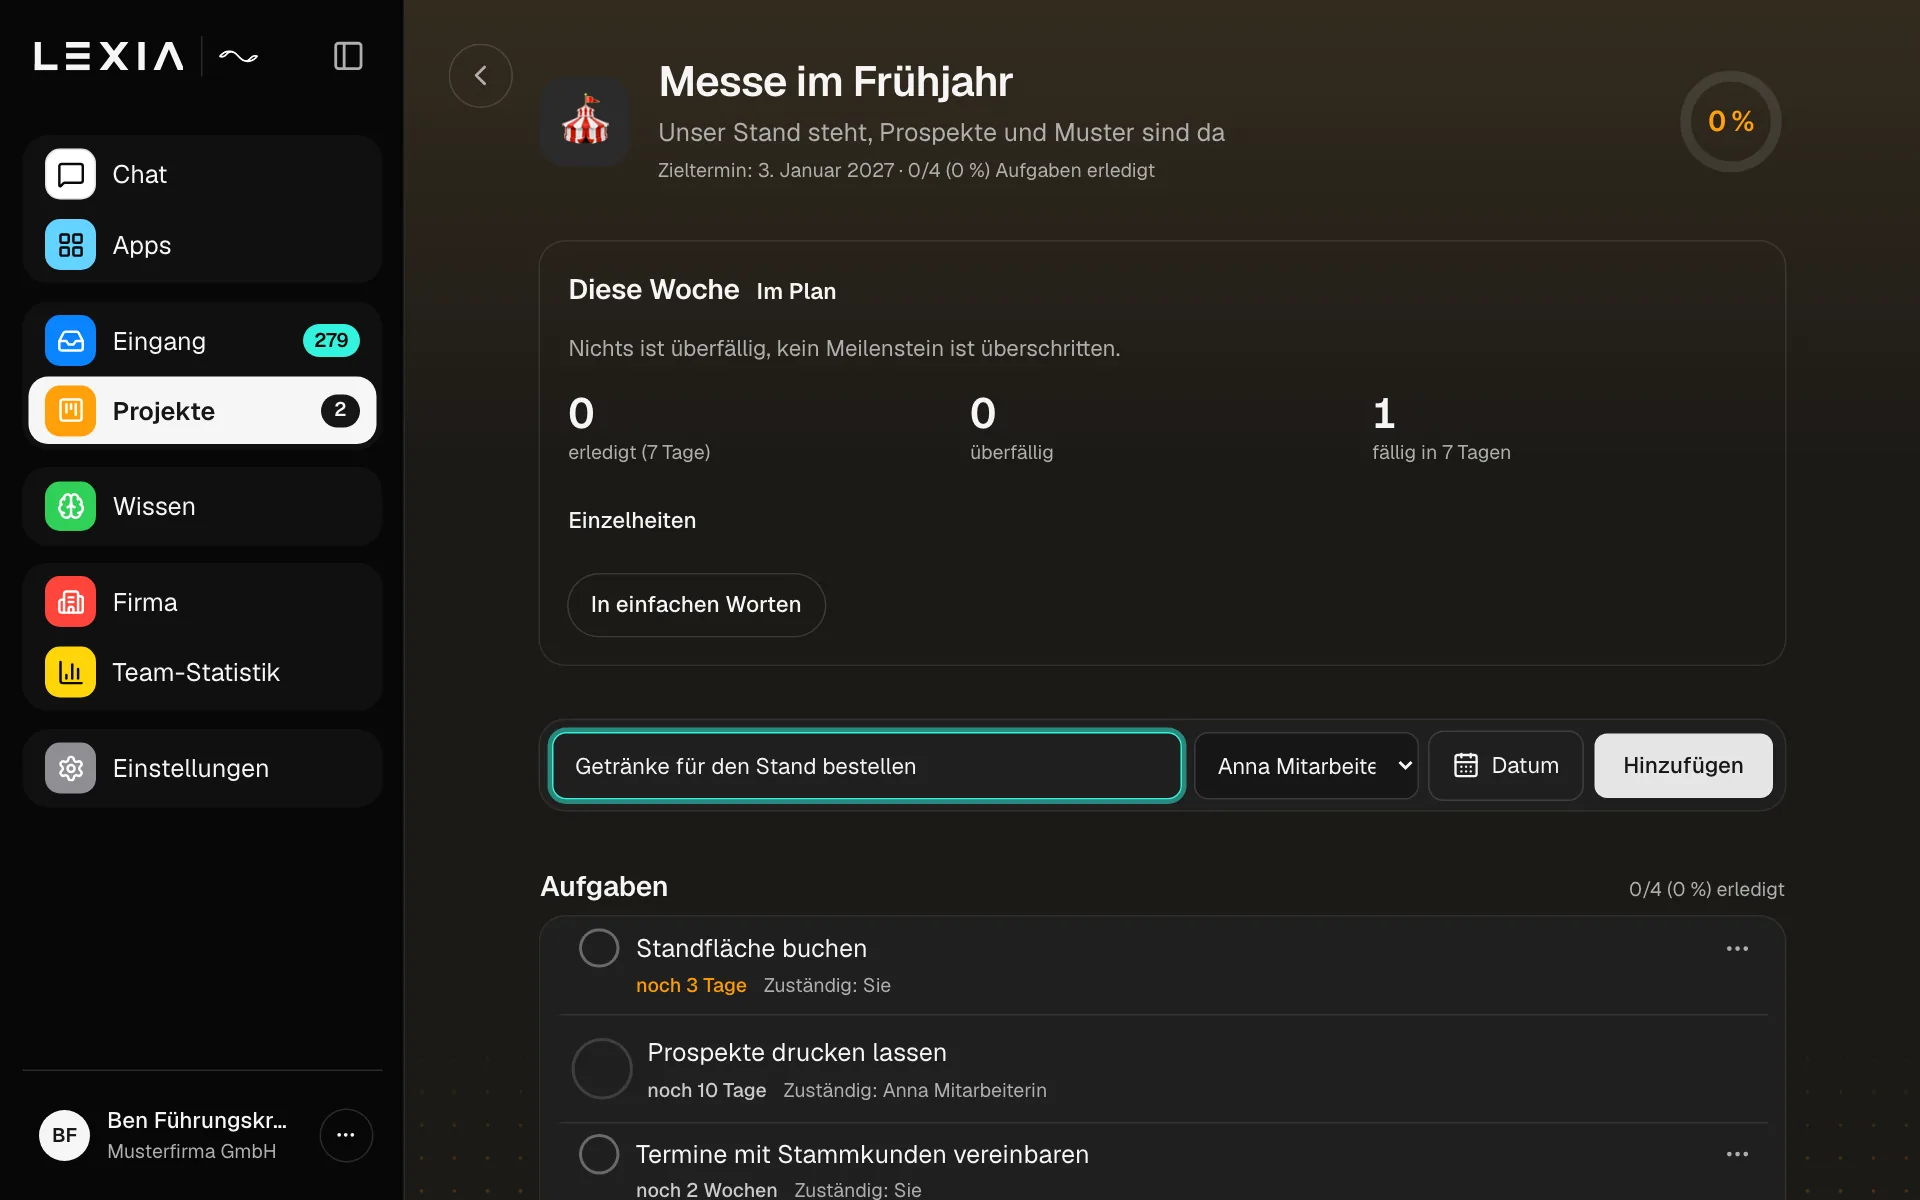 LEXIA
Chat
Apps
Eingang 279
Projekte 2
Wissen
Firma
Team-Statistik
Einstellungen
BF
Ben Führungskr...
Musterfirma GmbH
Messe im Frühjahr
Unser Stand steht, Prospekte und Muster sind da
Zieltermin: 3. Januar 2027 · 0/4 (0 %) Aufgaben erledigt
0 %
Diese Woche Im Plan
Nichts ist überfällig, kein Meilenstein ist überschritten.
0 0 1
erledigt (7 Tage) überfällig fällig in 7 Tagen
Einzelheiten
In einfachen Worten
Getränke für den Stand bestellen Anna Mitarbeite Datum Hinzufügen
Aufgaben 0/4 (0 %) erledigt
Standfläche buchen
noch 3 Tage Zuständig: Sie
Prospekte drucken lassen
noch 10 Tage Zuständig: Anna Mitarbeiterin
Termine mit Stammkunden vereinbaren
noch 2 Wochen Zuständig: Sie